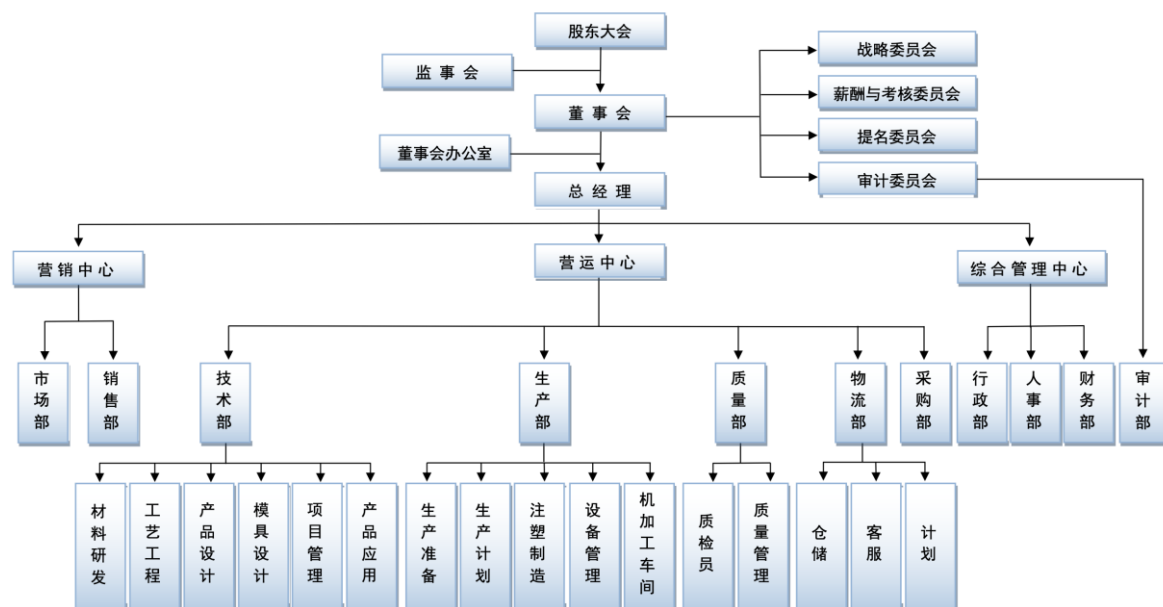 股东大会
监 事 会
董 事 会
董事会办公室
总 经 理
战略委员会
薪酬与考核委员会
提名委员会
审计委员会
营 销 中 心
营 运 中 心
综 合 管 理 中 心
市场部
销售部
技术部
生产部
质量部
物流部
采购部
行政部
人事部
财务部
审计部
材料研发
工艺工程
产品设计
模具设计
项目管理
产品应用
生产准备
生产计划
注塑制造
设备管理
机加工车间
质检员
质量管理
仓储
客服
计划